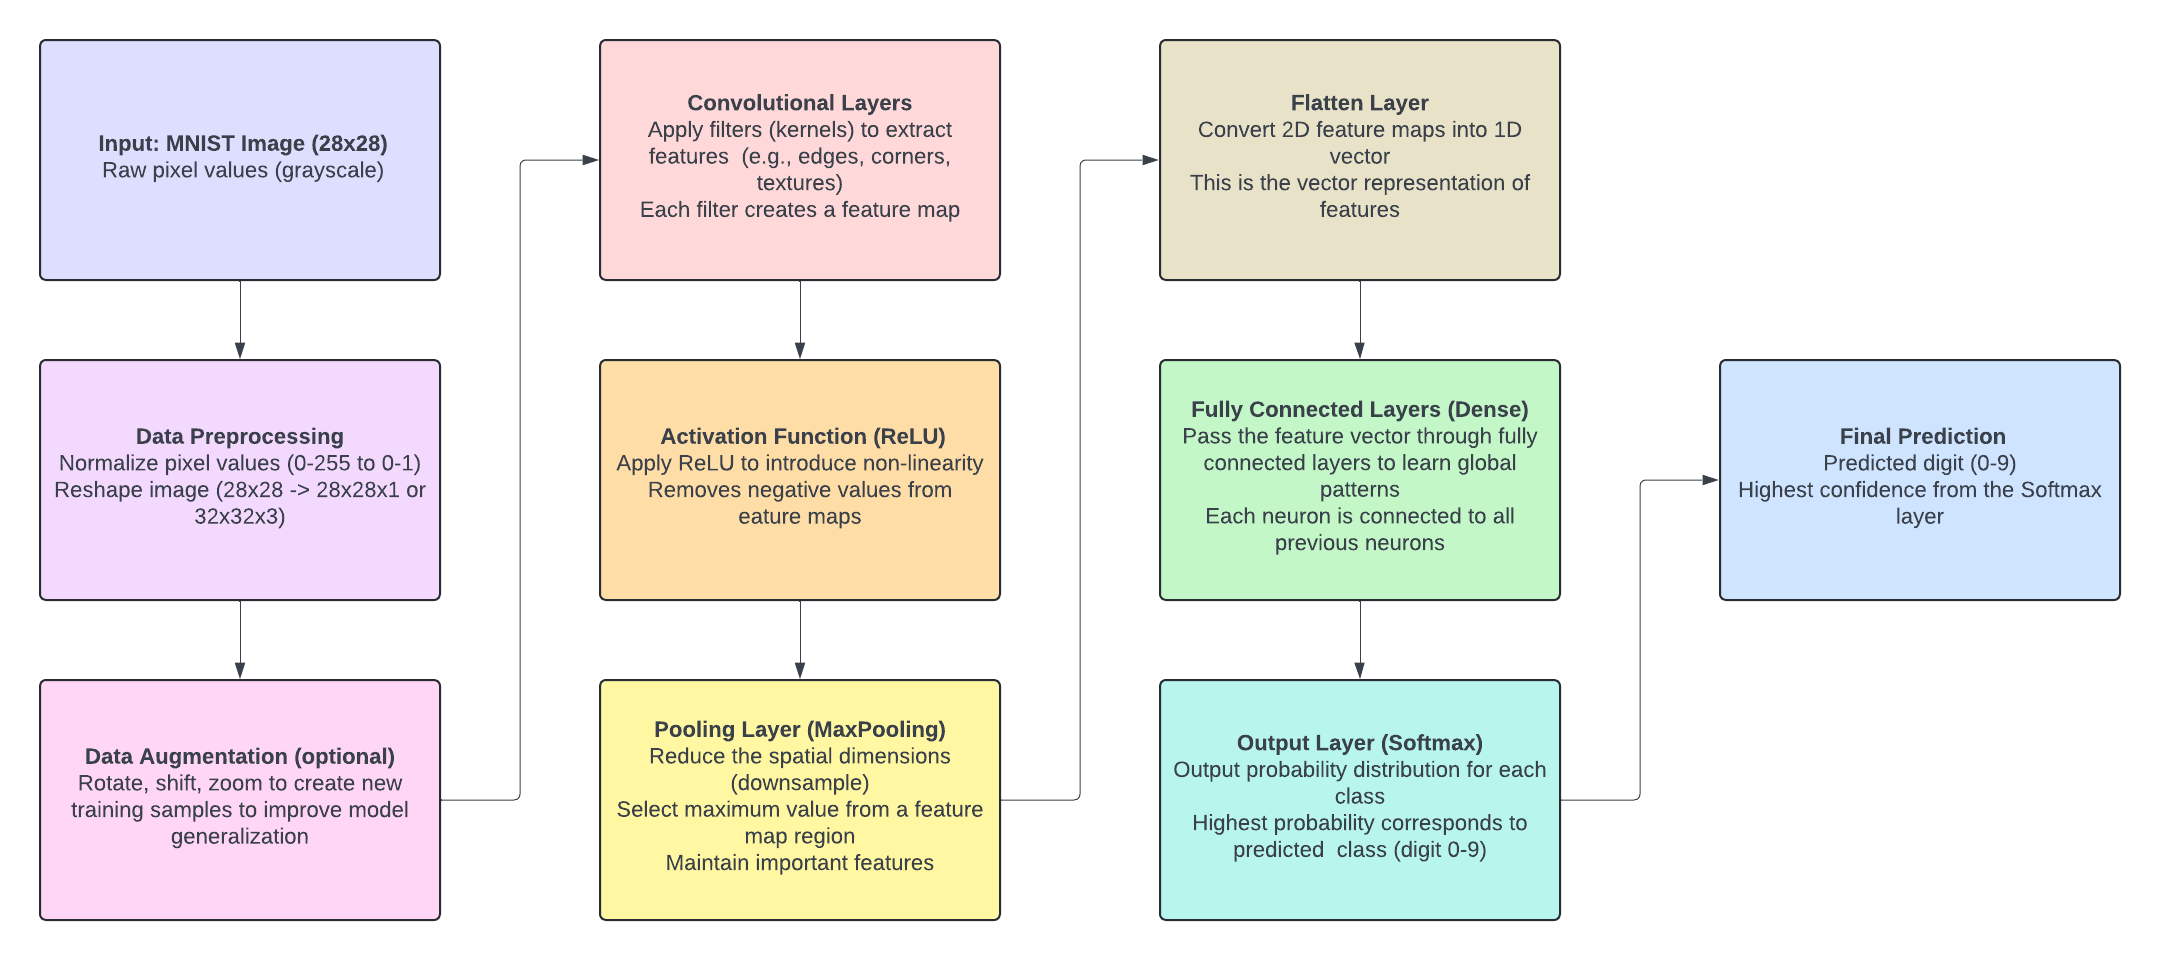 Input: MNIST Image (28x28)
Raw pixel values (grayscale)
Data Preprocessing
Normalize pixel values (0-255 to 0-1)
Reshape image (28x28 -> 28x28x1 or
32x32x3)
Data Augmentation (optional)
Rotate, shift, zoom to create new
training samples to improve model
generalization
Convolutional Layers
Apply filters (kernels) to extract
features  (e.g., edges, corners,
textures)
Each filter creates a feature map
Activation Function (ReLU)
Apply ReLU to introduce non-linearity
Removes negative values from
eature maps
Pooling Layer (MaxPooling)
Reduce the spatial dimensions
(downsample)
Select maximum value from a feature
map region
Maintain important features
Flatten Layer
Convert 2D feature maps into 1D
vector
This is the vector representation of
features
Fully Connected Layers (Dense)
Pass the feature vector through fully
connected layers to learn global
patterns
Each neuron is connected to all
previous neurons
Output Layer (Softmax)
Output probability distribution for each
class
Highest probability corresponds to
predicted  class (digit 0-9)
Final Prediction
Predicted digit (0-9)
Highest confidence from the Softmax
layer